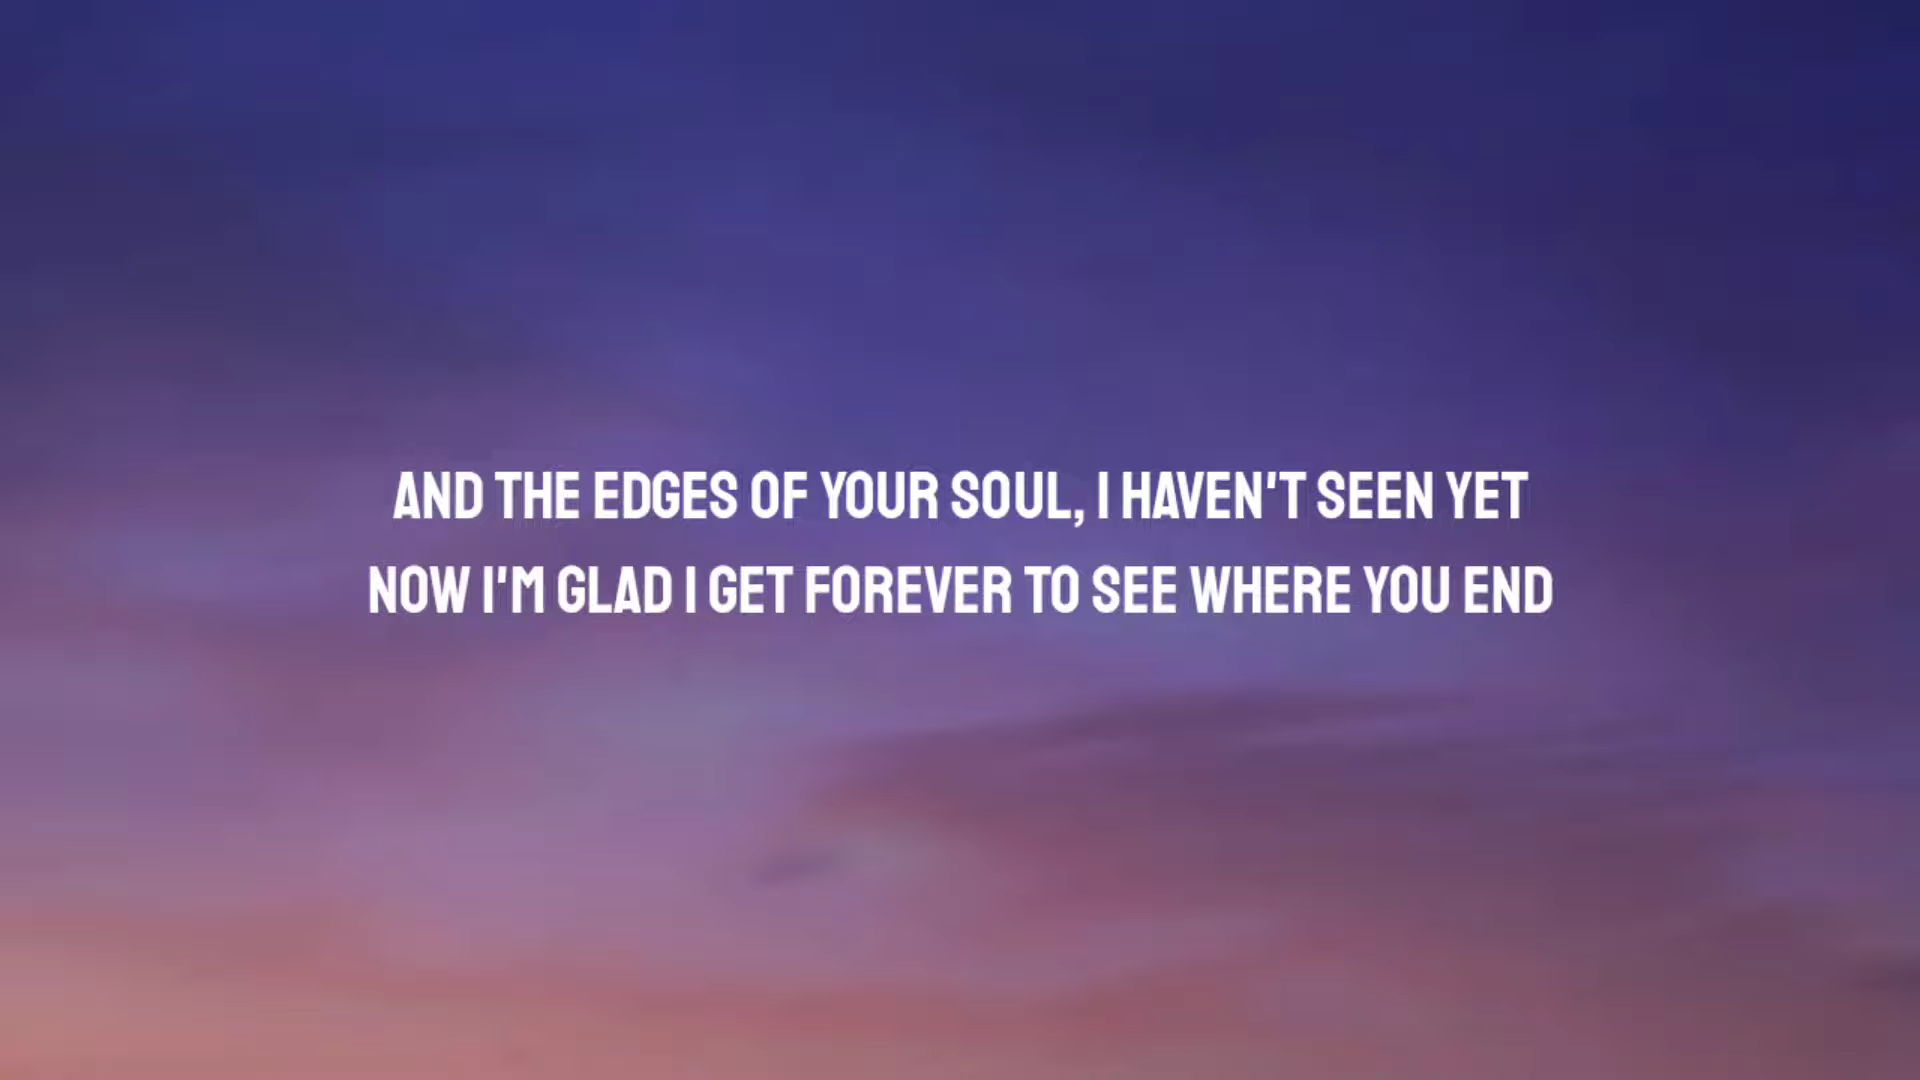 AND THE EDGES OF YOUR SOUL, I HAVEN'T SEEN YET
NOW I'M GLAD I GET FOREVER TO SEE WHERE YOU END